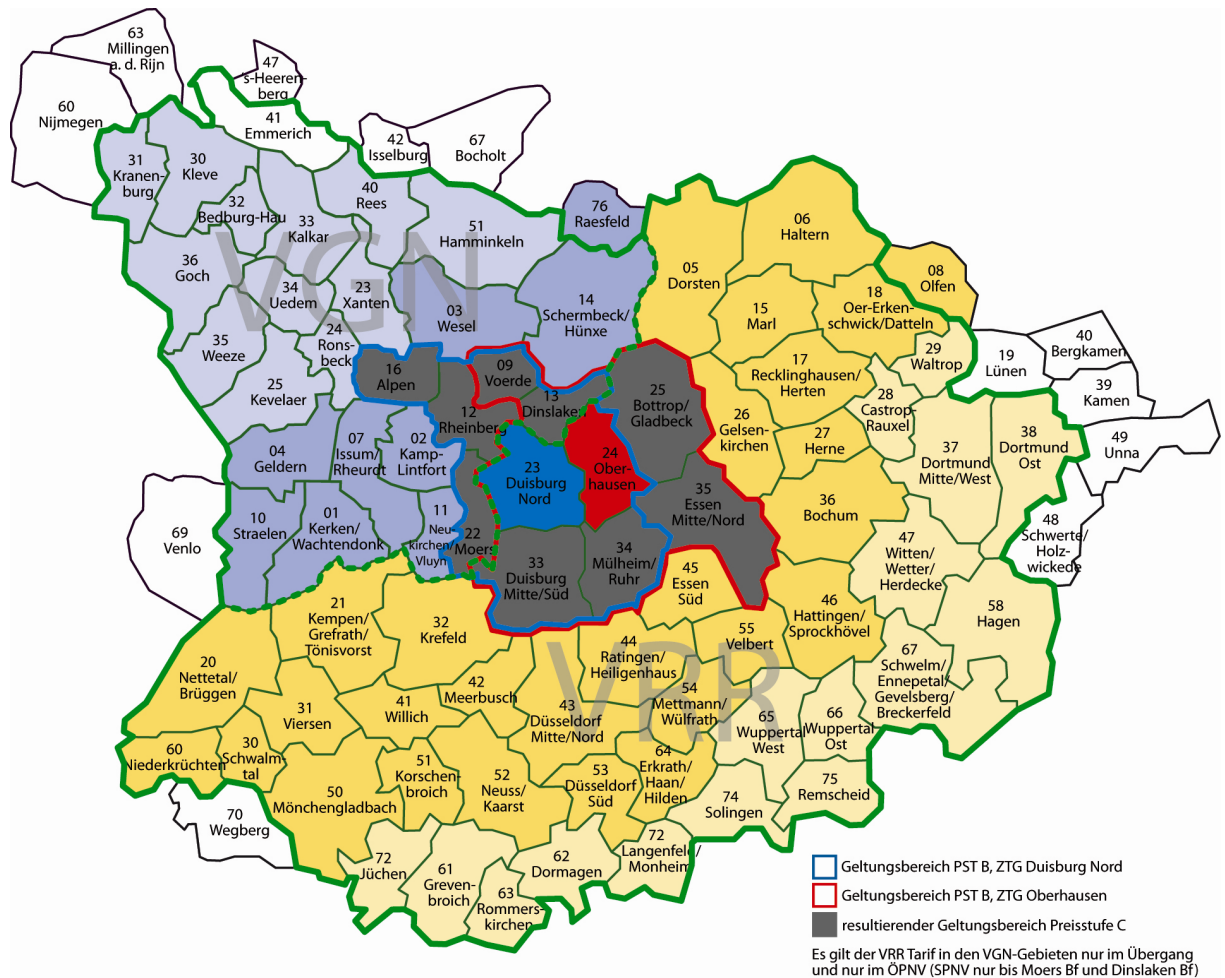 63
Millingen
a. d. Rijn
47
's-Heeren-
berg
60
Nijmegen
41
Emmerich
42
Isselburg
67
Bocholt
31
Kranen-
burg
30
Kleve
32
Bedburg-Hau
33
Kalkar
40
Rees
51
Hamminkeln
76
Raesfeld
06
Haltern
36
Goch
VGN
34
Uedem
23
Xanten
03
Wesel
14
Schermbeck/
Hünxe
05
Dorsten
08
Olfen
15
Marl
18
Oer-Erken-
schwick/Datteln
35
Weeze
24
Rons-
beck
29
Waltrop
19
Lünen
40
Bergkamen
39
Kamen
25
Kevelaer
16
Alpen
09
Voerde
13
Dinslaken
12
Rheinberg
25
Bottrop/
Gladbeck
17
Recklinghausen/
Herten
28
Castrop-
Rauxel
26
Gelsen-
kirchen
27
Herne
37
Dortmund
Mitte/West
38
Dortmund
Ost
49
Unna
04
Geldern
07
Issum/
Rheurdt
02
Kamp-
Lintfort
23
Duisburg
Nord
24
Ober-
hausen
35
Essen
Mitte/Nord
36
Bochum
69
Venlo
10
Straelen
01
Kerken/
Wachtendonk
11
Neu-
kirchen/
Vluyn
22
Moers
33
Duisburg
Mitte/Süd
34
Mülheim/
Ruhr
45
Essen
Süd
47
Witten/
Wetter/
Herdecke
48
Schwerte/
Holz-
wickede
46
Hattingen/
Sprockhövel
58
Hagen
21
Kempen/
Grefrath/
Tönisvorst
32
Krefeld
44
Ratingen/
Heiligenhaus
55
Velbert
20
Nettetal/
Brüggen
67
Schwelm/
Ennepetal/
Gevelsberg/
Breckerfeld
VRR
31
Viersen
41
Willich
42
Meerbusch
43
Düsseldorf
Mitte/Nord
54
Mettmann/
Wülfrath
65
Wuppertal
West
66
Wuppertal
Ost
60
Niederkrüchten
30
Schwalm-
tal
50
Mönchengladbach
51
Korschen-
broich
52
Neuss/
Kaarst
53
Düsseldorf
Süd
64
Erkrath/
Haan/
Hilden
74
Solingen
75
Remscheid
70
Wegberg
72
Jüchen
61
Greven-
broich
63
Rommers-
kirchen
62
Dormagen
72
Langenfeld/
Monheim
Geltungsbereich PST B, ZTG Duisburg Nord
Geltungsbereich PST B, ZTG Oberhausen
resultierender Geltungsbereich Preisstufe C
Es gilt der VRR Tarif in den VGN-Gebieten nur im Übergang
und nur im ÖPNV (SPNV nur bis Moers Bf und Dinslaken Bf)